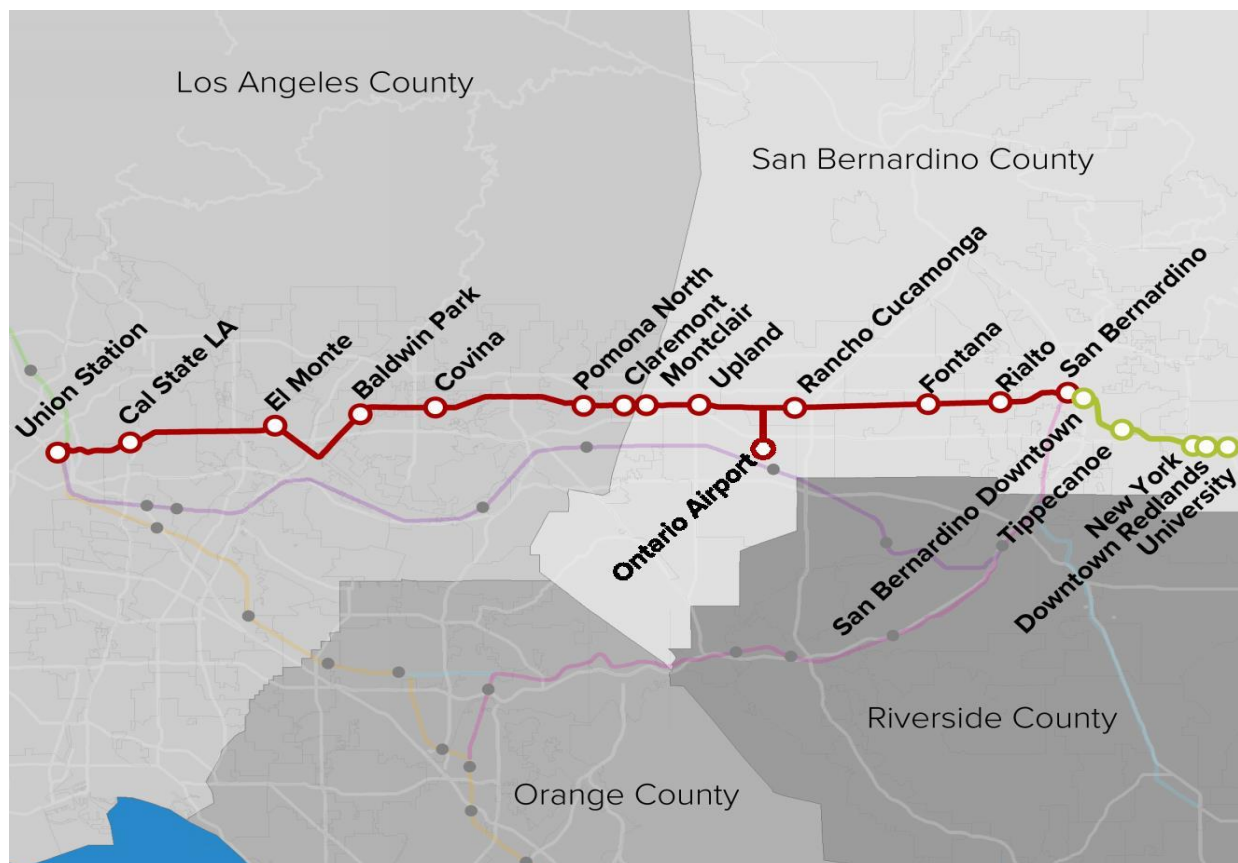 Los Angeles County
San Bernardino County
Union Station
Cal State LA
El Monte
Baldwin Park
Covina
Pomona North
Claremont
Montclair
Upland
Rancho Cucamonga
Fontana
Rialto
San Bernardino
Ontario Airport
San Bernardino Downtown
Tippecanoe
New York
Downtown Redlands
University
Riverside County
Orange County